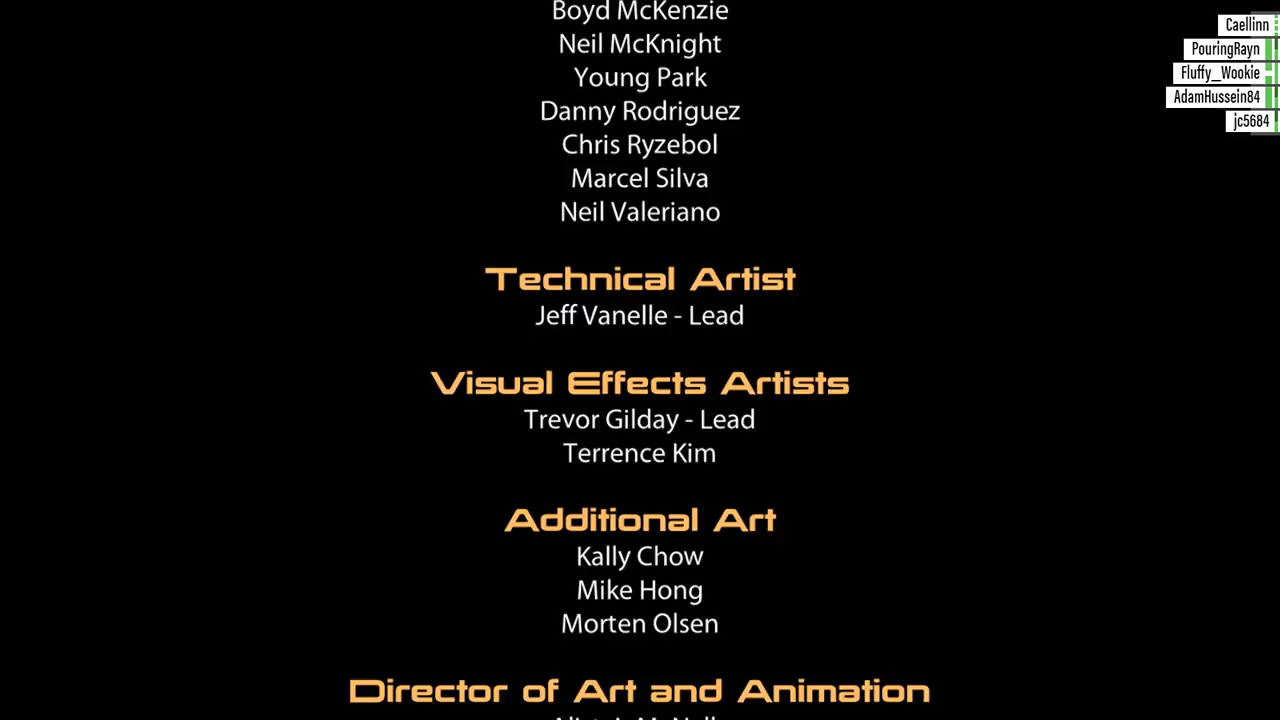 Boyd McKenzie
Neil McKnight
Young Park
Danny Rodriguez
Chris Ryzebol
Marcel Silva
Neil Valeriano
Technical Artist
Jeff Vanelle - Lead
Visual Effects Artists
Trevor Gilday - Lead
Terrence Kim
Additional Art
Kally Chow
Mike Hong
Morten Olsen
Director of Art and Animation
Caellinn
PouringRayn
Fluffy_Wookie
AdamHussein84
jc5684